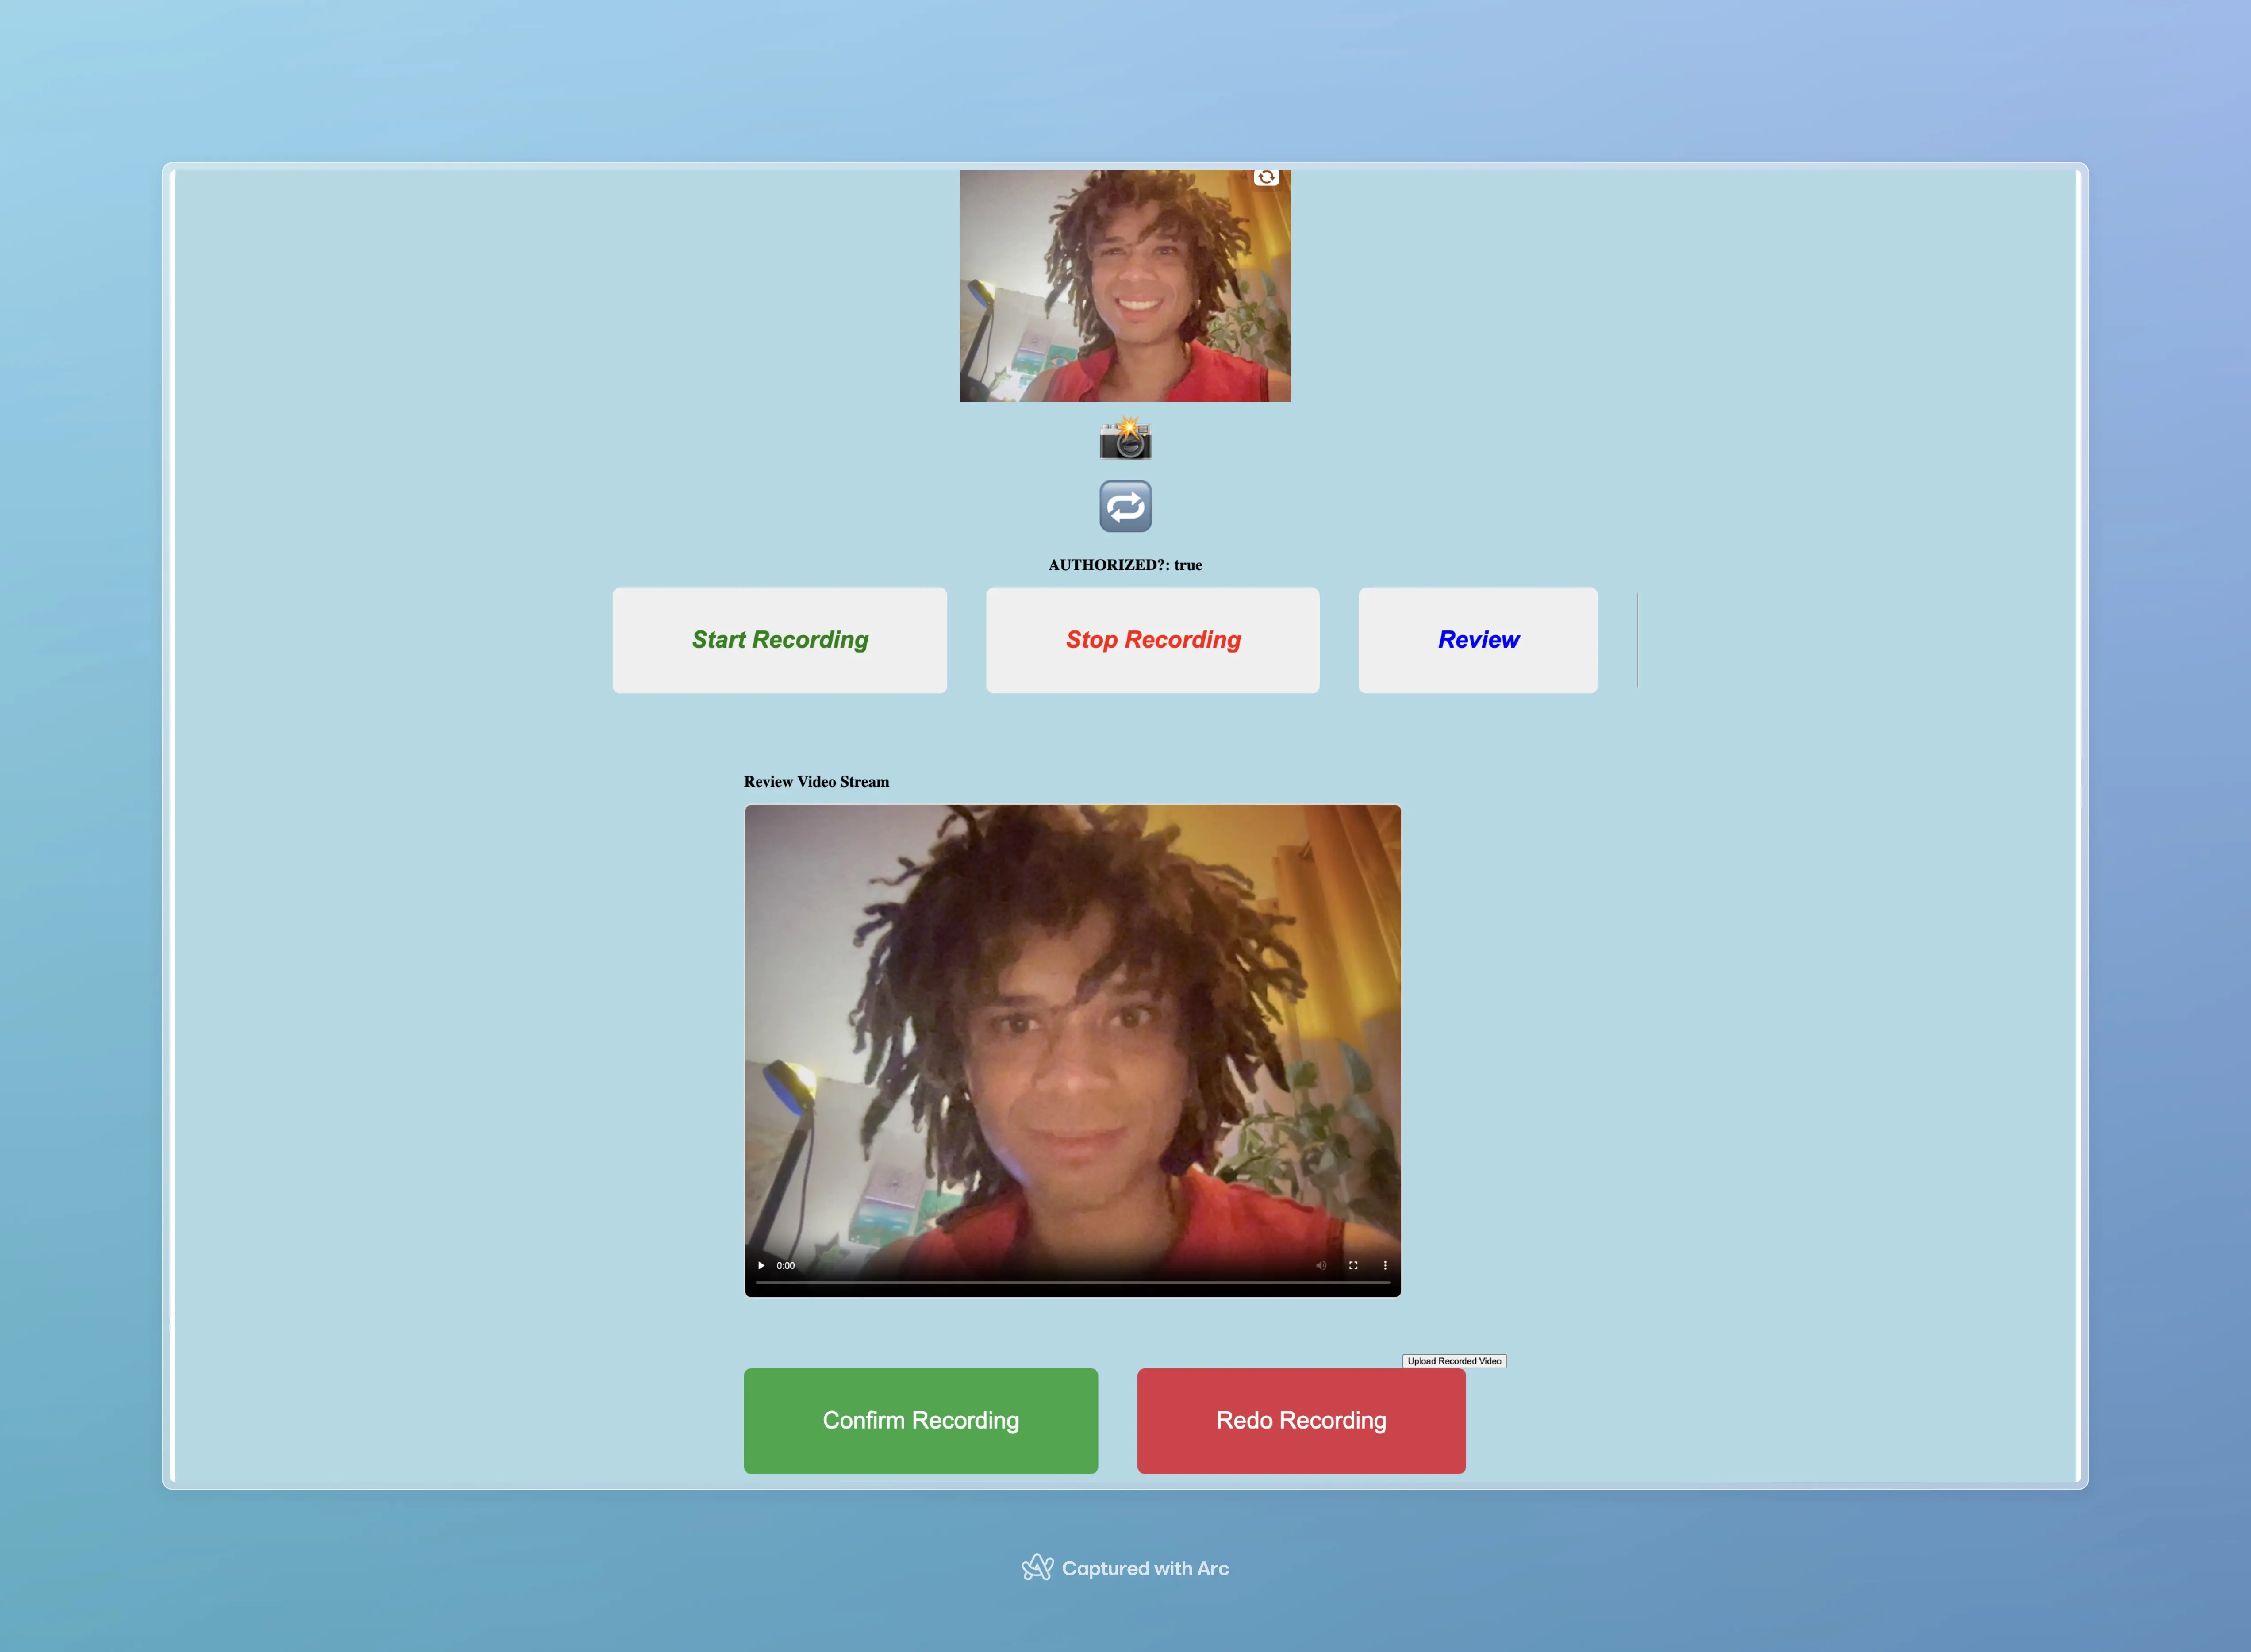 AUTHORIZED?: true
Start Recording
Stop Recording
Review
Review Video Stream
0:00
Upload Recorded Video
Confirm Recording
Redo Recording
Captured with Arc